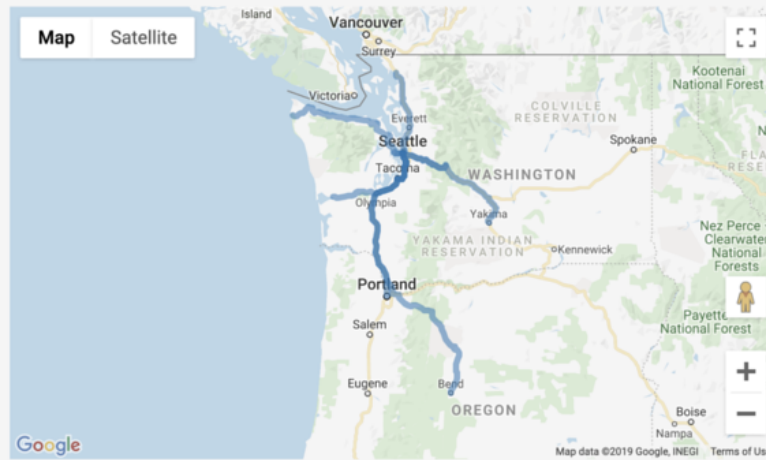 Island
Vancouver
Map
Satellite
Surrey
Kootenai
National Forest
Victoria
COLVILLE
RESERVATION
Everett
Spokane
Seattle
Tacoma
WASHINGTON
Olympia
Yakima
Nez Perce -
Clearwater
National
Forests
YAKAMA INDIAN
RESERVATION
Kennewick
Portland
Salem
Payette
National Forest
Eugene
Bend
OREGON
Boise
Nampa
Google
Map data ©2019 Google, INEGI
Terms of Us